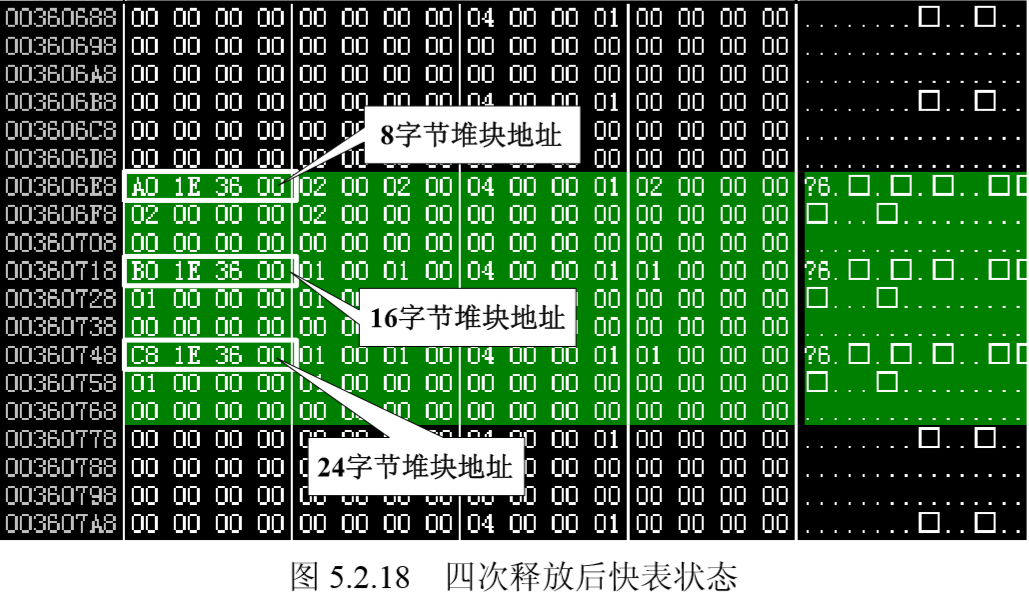 00360688 00 00 00 00 00 00 00 00 04 00 00 01 00 00 00 00 ........□..□..
00360698 00 00 00 00 00 00 00 00 00 00 00 00 00 00 00 00 ..............
003606A8 00 00 00 00 00 00 00 00 00 00 00 00 00 00 00 00 ..............
003606B8 00 00 00 00 00 00 00 00 04 00 00 01 00 00 00 00 ........□..□..
003606C8 00 00 00 00 00 00 00 00 00 00 ..............
8字节堆块地址
003606D8 00 00 00 00 00 00 00 00 00 00 00 00 00 00 00 ..............
003606E8 A0 1E 36 00 02 00 02 00 04 00 00 01 02 00 00 00 ?6.□.□.□..□□
003606F8 02 00 00 00 02 00 00 00 00 00 00 00 00 00 00 00 □...□.........
00360708 00 00 00 00 00 00 00 00 00 00 00 00 00 00 00 00 ..............
00360718 B0 1E 36 00 01 00 01 00 04 00 00 01 01 00 00 00 ?6.□.□.□..□□
00360728 01 00 00 00 01 00 00 00 00 00 00 □...□.........
16字节堆块地址
00360738 00 00 00 00 00 00 00 00 00 00 ..............
00360748 C8 1E 36 00 01 00 01 00 04 00 00 01 01 00 00 00 ?6.□.□.□..□□
00360758 01 00 00 00 01 00 00 00 00 00 00 00 00 00 00 00 □...□.........
00360768 00 00 00 00 00 00 00 00 00 00 00 00 00 00 00 ..............
00360778 00 00 00 00 00 00 00 00 04 00 00 01 00 00 00 00 ........□..□..
00360788 00 00 00 00 00 00 00 00 00 00 ..............
24字节堆块地址
00360798 00 00 00 00 00 00 00 00 00 00 ..............
003607A8 00 00 00 00 00 00 00 00 04 00 00 01 00 00 00 00 ........□..□..
图 5.2.18 四次释放后快表状态